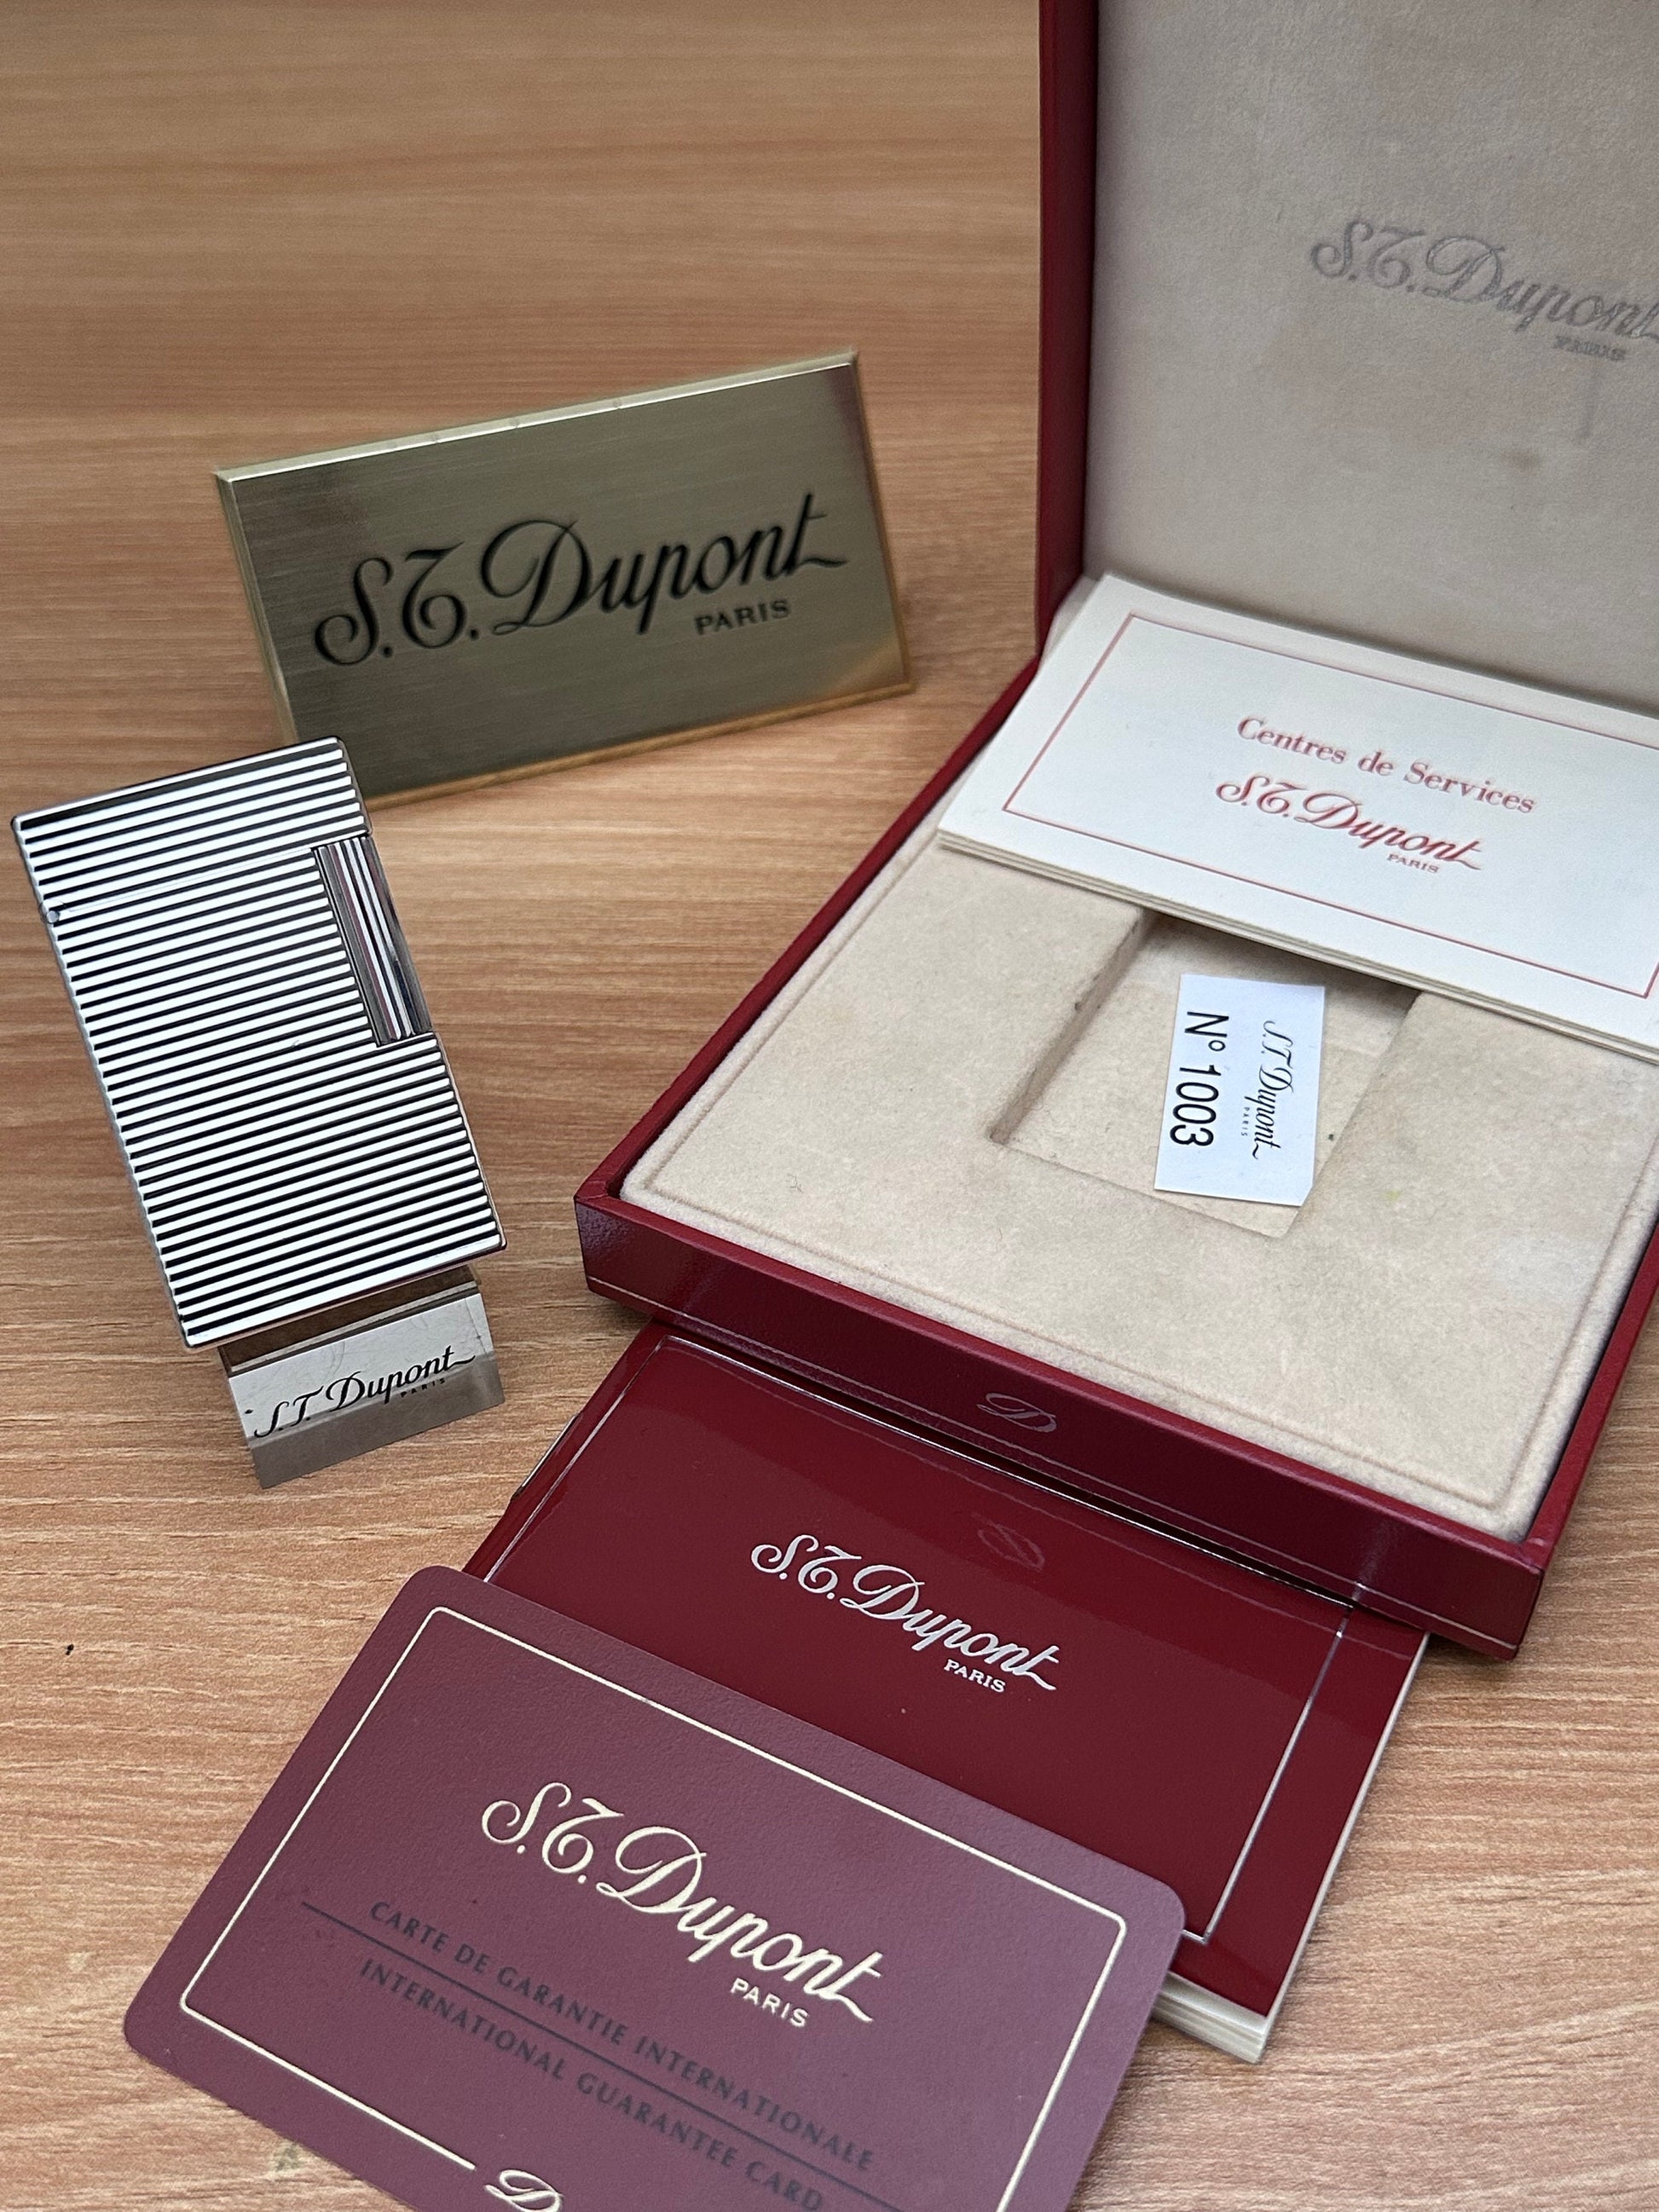 S.T. Dupont
PARIS
S.T. Dupont
PARIS
Centres de Services
S.T. Dupont
PARIS
S.T. Dupont
PARIS
Nº 1003
S.T. Dupont
PARIS
D
S.T. Dupont
PARIS
S.T. Dupont
PARIS
CARTE DE GARANTIE INTERNATIONALE
INTERNATIONAL GUARANTEE CARD
D